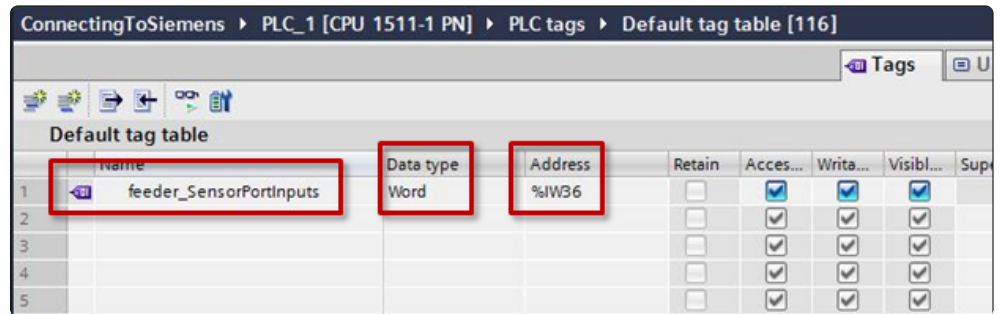 ConnectingToSiemens ▸ PLC_1 [CPU 1511-1 PN] ▸ PLC tags ▸ Default tag table [116]
Tags U
Default tag table
Name Data type Address Retain Acces... Writa... Visibl... Supe
1 feeder_SensorPortInputs Word %IW36
2
3
4
5